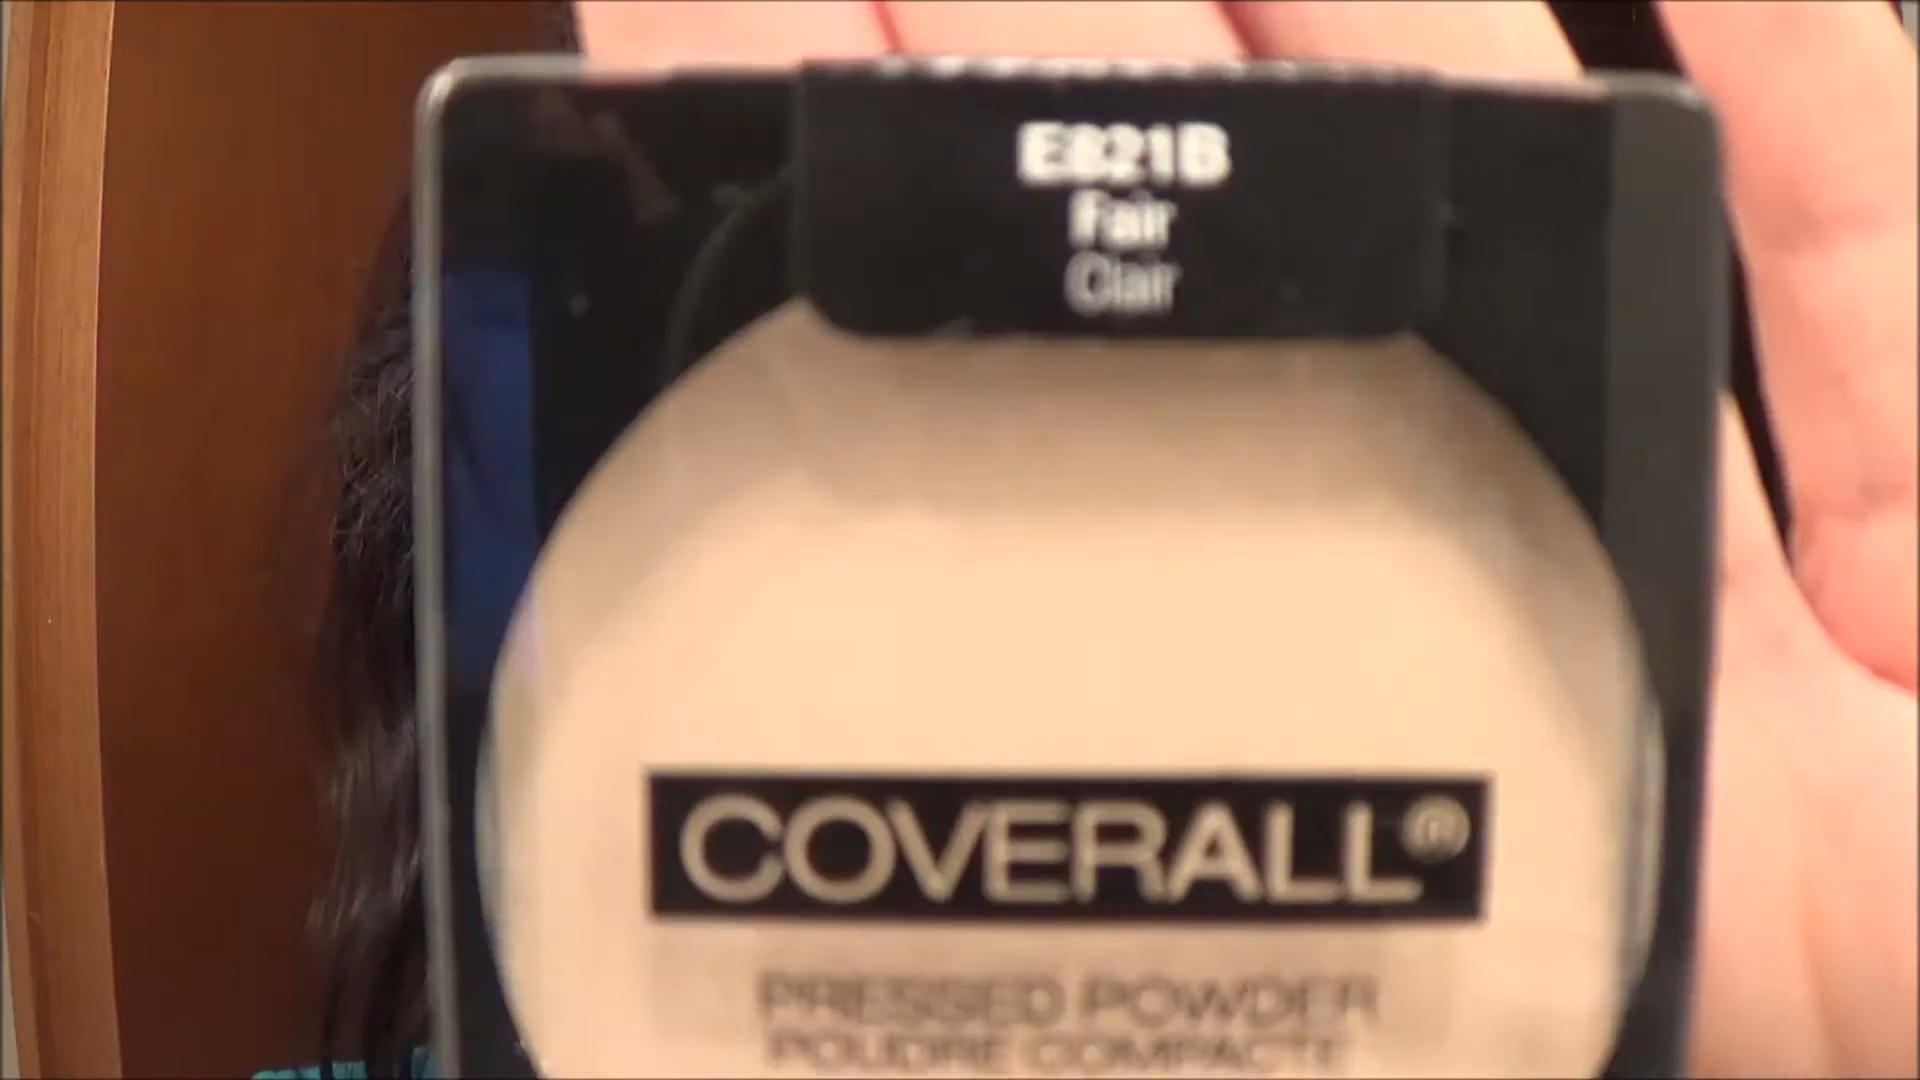 E821B
Fair
Clair
COVERALL®
PRESSED POWDER
POUDRE COMPACTE